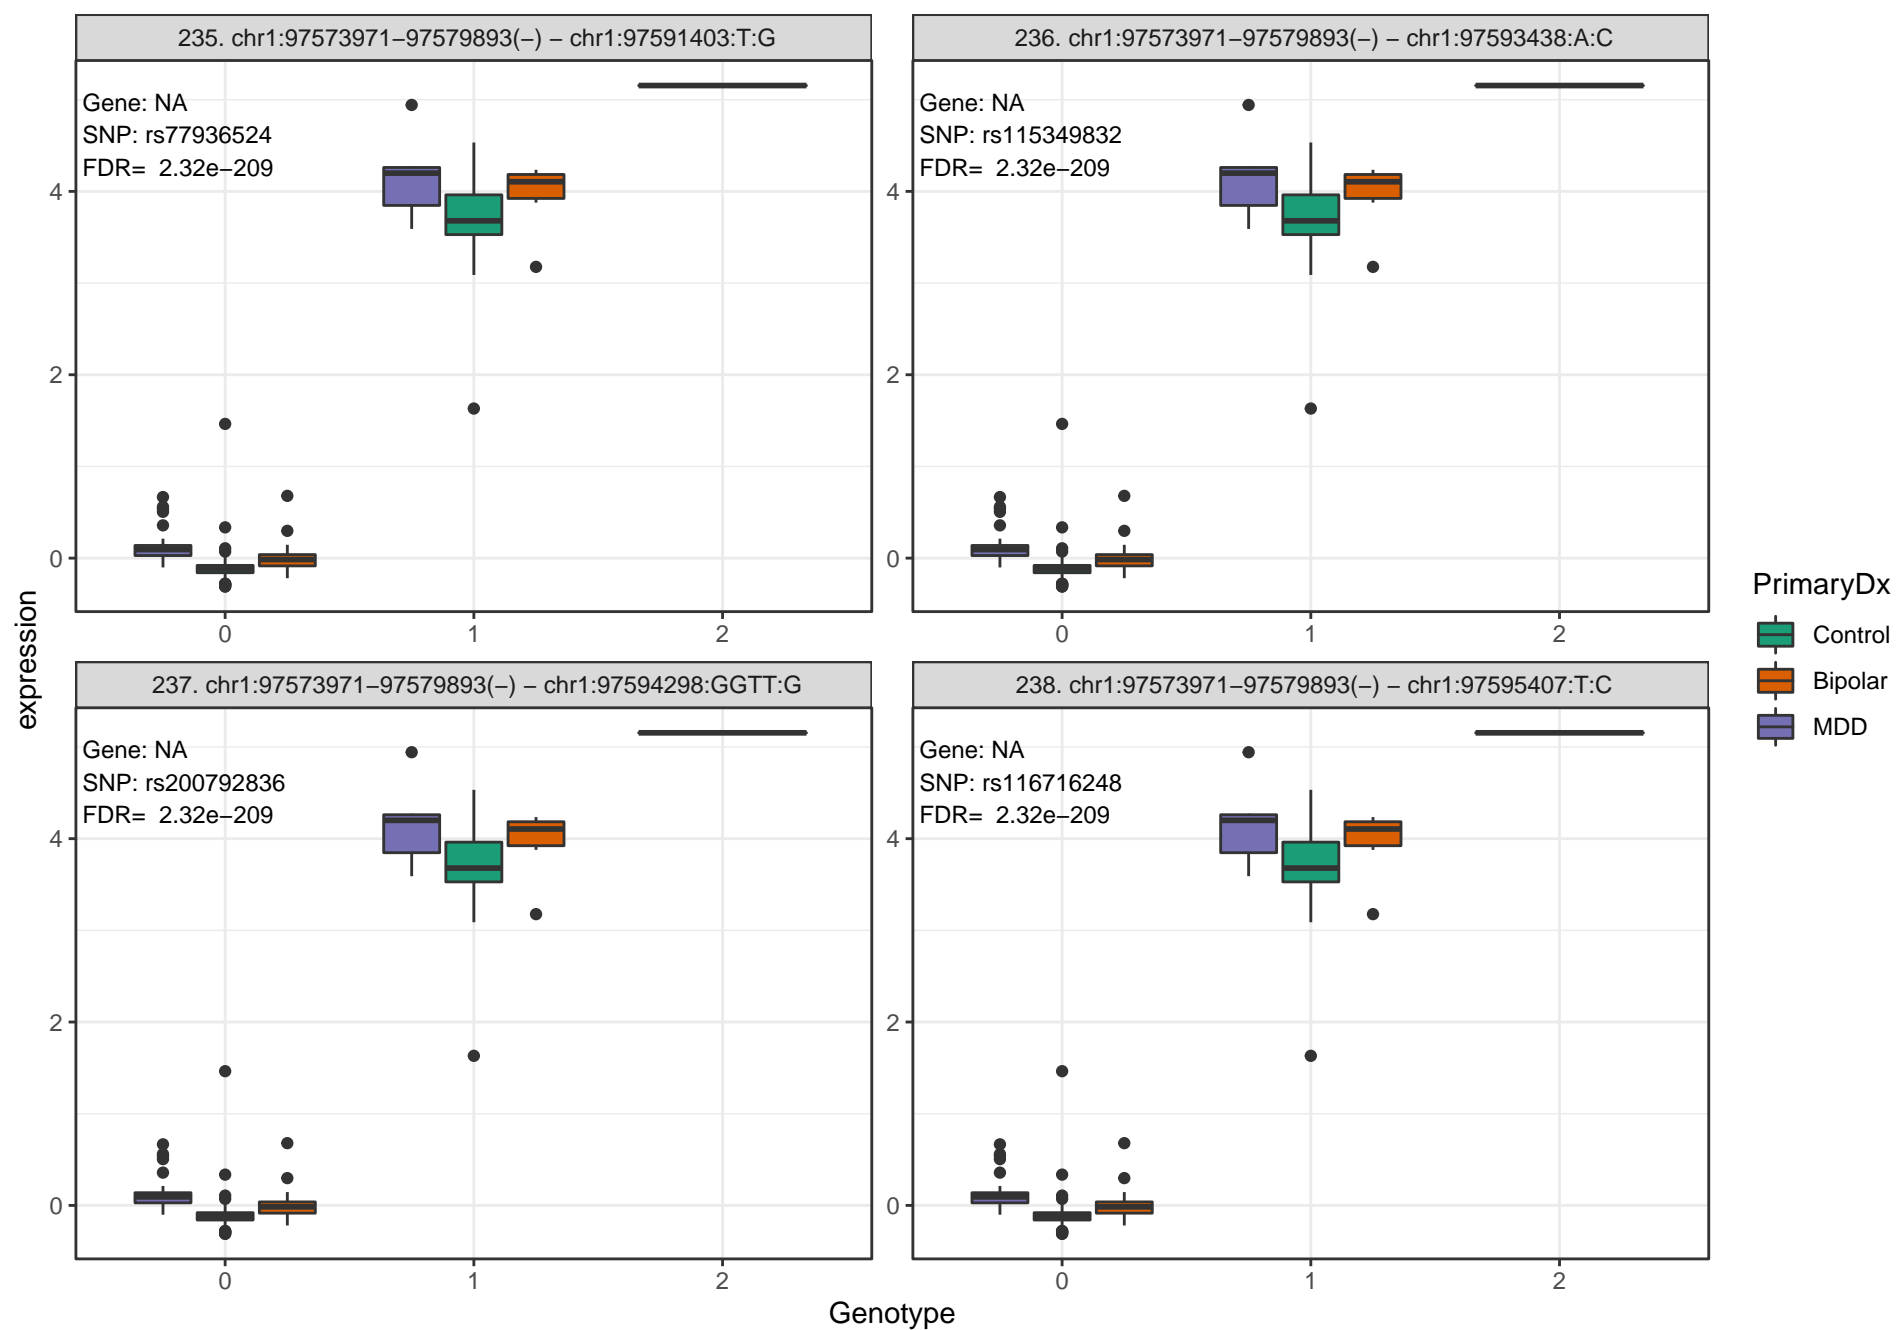 235. chr1:97573971−97579893(−) − chr1:97591403:T:G
Gene: NA
SNP: rs77936524
FDR= 2.32e−209
4
2
0
0 1 2
236. chr1:97573971−97579893(−) − chr1:97593438:A:C
Gene: NA
SNP: rs115349832
FDR= 2.32e−209
4
2
0
0 1 2
237. chr1:97573971−97579893(−) − chr1:97594298:GGTT:G
Gene: NA
SNP: rs200792836
FDR= 2.32e−209
4
2
0
0 1 2
238. chr1:97573971−97579893(−) − chr1:97595407:T:C
Gene: NA
SNP: rs116716248
FDR= 2.32e−209
4
2
0
0 1 2
expression
Genotype
PrimaryDx
Control
Bipolar
MDD